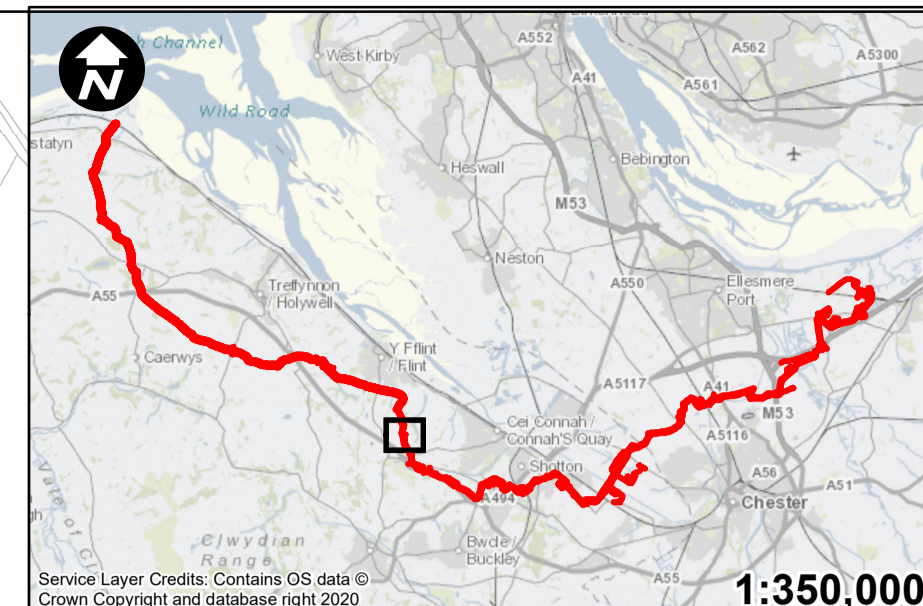 N
Channel
Wild Road
West Kirby
A552
A41
A562
A5300
A561
statyn
Heswall
Bebington
M53
Neston
A550
Ellesmere
Port
Treffynnon
/ Holywell
A55
Caerwys
Y Fflint
/ Flint
A5117
A41
M53
A5116
Cei Connah /
Connah'S Quay
Shotton
A494
A56
A51
Chester
Vale of Cl
Clwydian
Range
Bwcle /
Buckley
A55
Service Layer Credits: Contains OS data ©
Crown Copyright and database right 2020
1:350,000